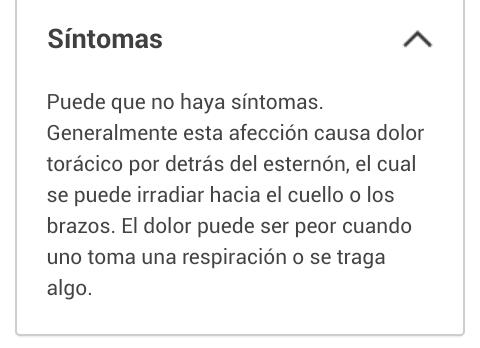 Síntomas
Puede que no haya síntomas.
Generalmente esta afección causa dolor
torácico por detrás del esternón, el cual
se puede irradiar hacia el cuello o los
brazos. El dolor puede ser peor cuando
uno toma una respiración o se traga
algo.